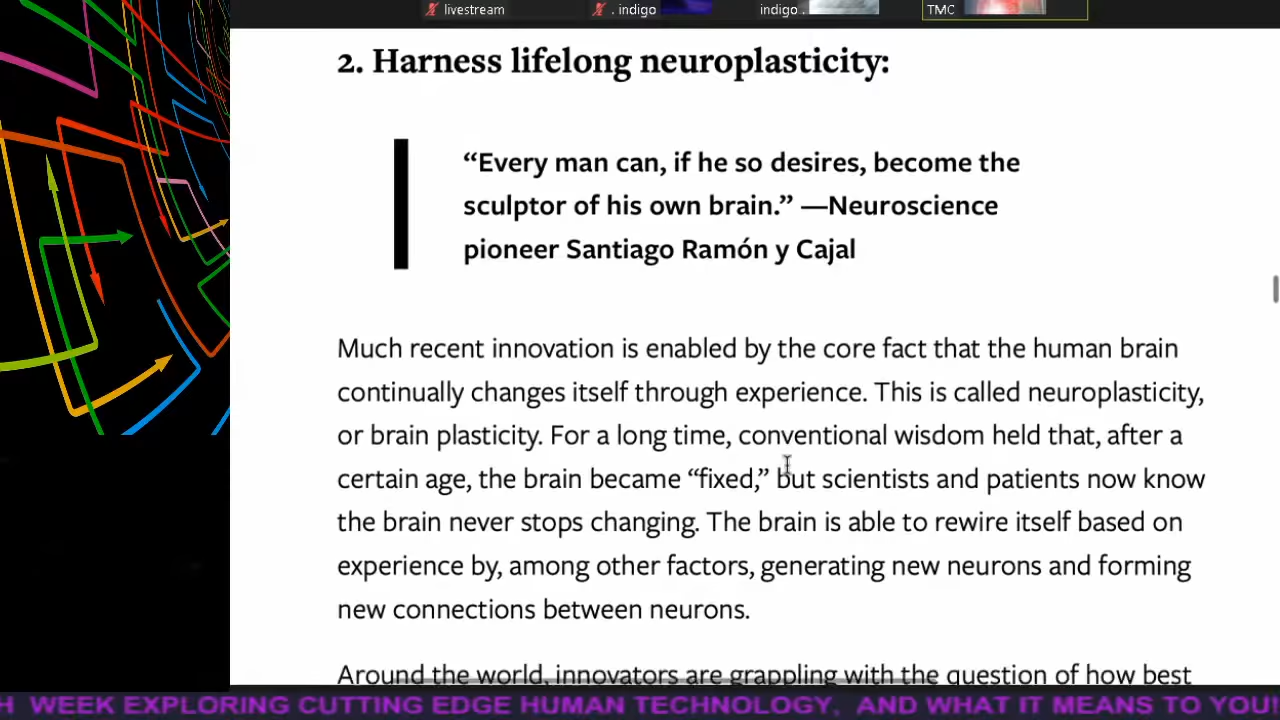 livestream
. indigo
indigo .
TMC
2. Harness lifelong neuroplasticity:
“Every man can, if he so desires, become the
sculptor of his own brain.” —Neuroscience
pioneer Santiago Ramón y Cajal
Much recent innovation is enabled by the core fact that the human brain
continually changes itself through experience. This is called neuroplasticity,
or brain plasticity. For a long time, conventional wisdom held that, after a
certain age, the brain became “fixed,” but scientists and patients now know
the brain never stops changing. The brain is able to rewire itself based on
experience by, among other factors, generating new neurons and forming
new connections between neurons.
Around the world, innovators are grappling with the question of how best
H WEEK EXPLORING CUTTING EDGE HUMAN TECHNOLOGY, AND WHAT IT MEANS TO YOU!